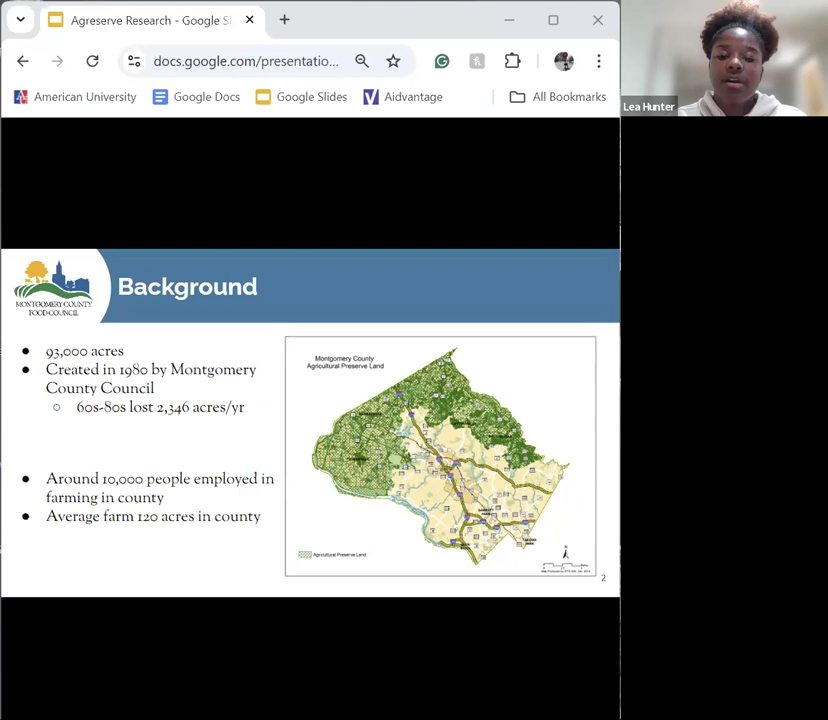 Agreserve Research - Google S
docs.google.com/presentatio...
American University
Google Docs
Google Slides
Aidvantage
All Bookmarks
Lea Hunter
MONTGOMERY COUNTY
FOOD COUNCIL
Background
● 93,000 acres
● Created in 1980 by Montgomery
County Council
○ 60s-80s lost 2,346 acres/yr
● Around 10,000 people employed in
farming in county
● Average farm 120 acres in county
Montgomery County
Agricultural Preserve Land
Agricultural Preserve Land
2